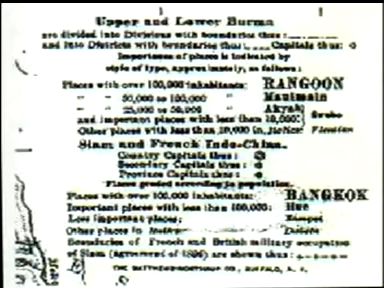 Upper and Lower Burma
are divided into Divisions with boundaries thus:
and into Districts with boundaries thus: Capitals thus:
Importance of places is indicated by
style of type, approximately, as follows:
Places with over 100,000 inhabitants: RANGOON
" " 50,000 to 100,000 " Maulmain
" " 25,000 to 50,000 " Akyab
and important places with less than 10,000:
Other places with less than 10,000 in.
Siam and French Indo-China.
Country Capitals thus:
Secondary Capitals thus:
Province Capitals thus:
Places graded according to population.
Places with over 100,000 inhabitants: BANGKOK
Important places with less than 100,000: Hue
Less important places:
Other places in
Boundaries of French and British military occupation
of Siam (Agreement of 1896) are shown thus:
THE MATTHEWS-NORTHRUP CO., BUFFALO, N. Y.